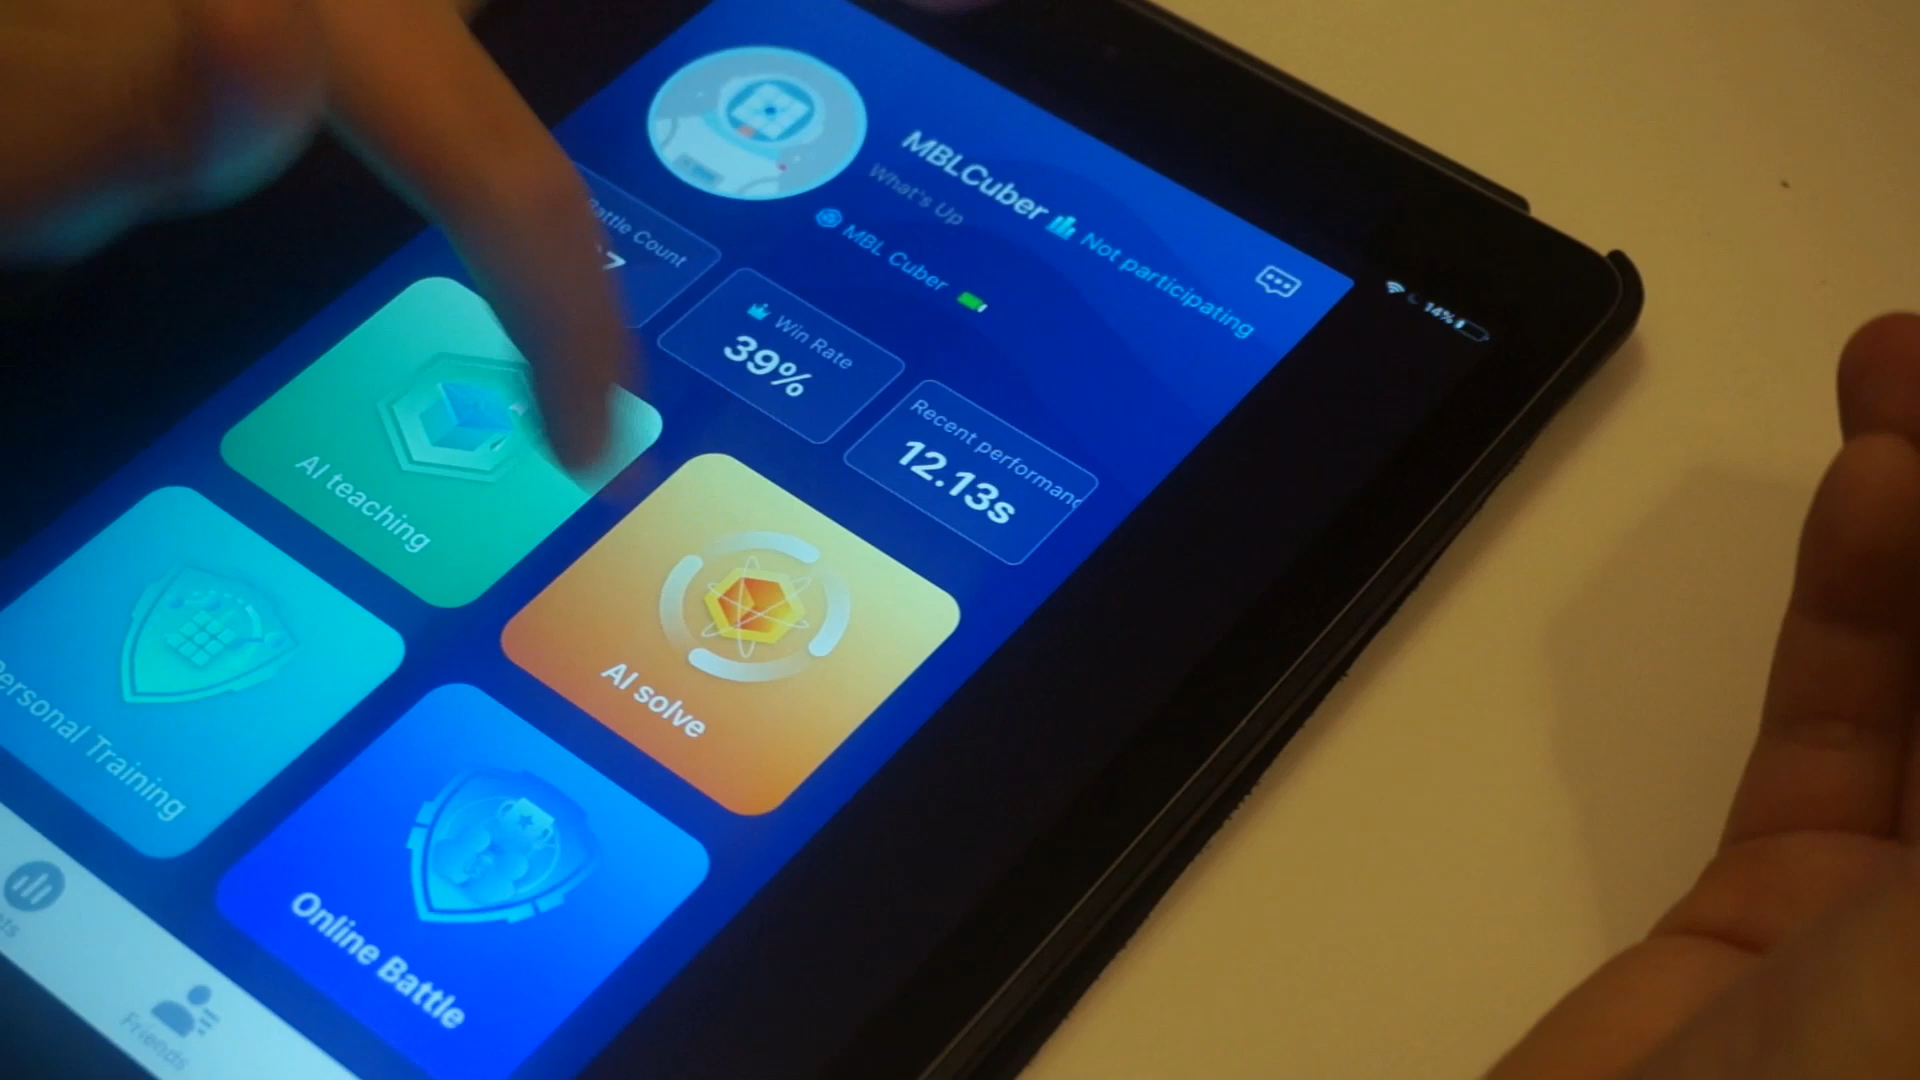 MBLCuber
Not participating
What's Up
MBL Cuber
14%
Battle Count
7
Win Rate
39%
Recent performanc
12.13s
AI teaching
AI solve
Personal Training
Online Battle
Friends